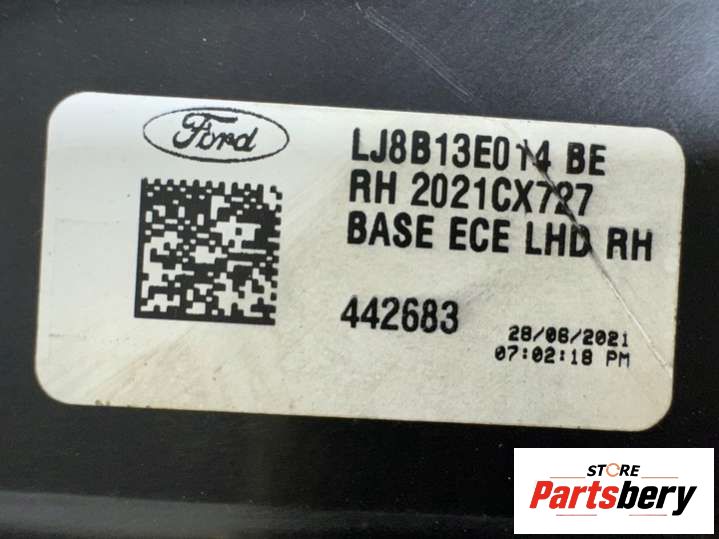 Ford
LJ8B13E014 BE
RH 2021CX727
BASE ECE LHD RH
442683
28/06/2021
07:02:18 PM
STORE
Partsbery